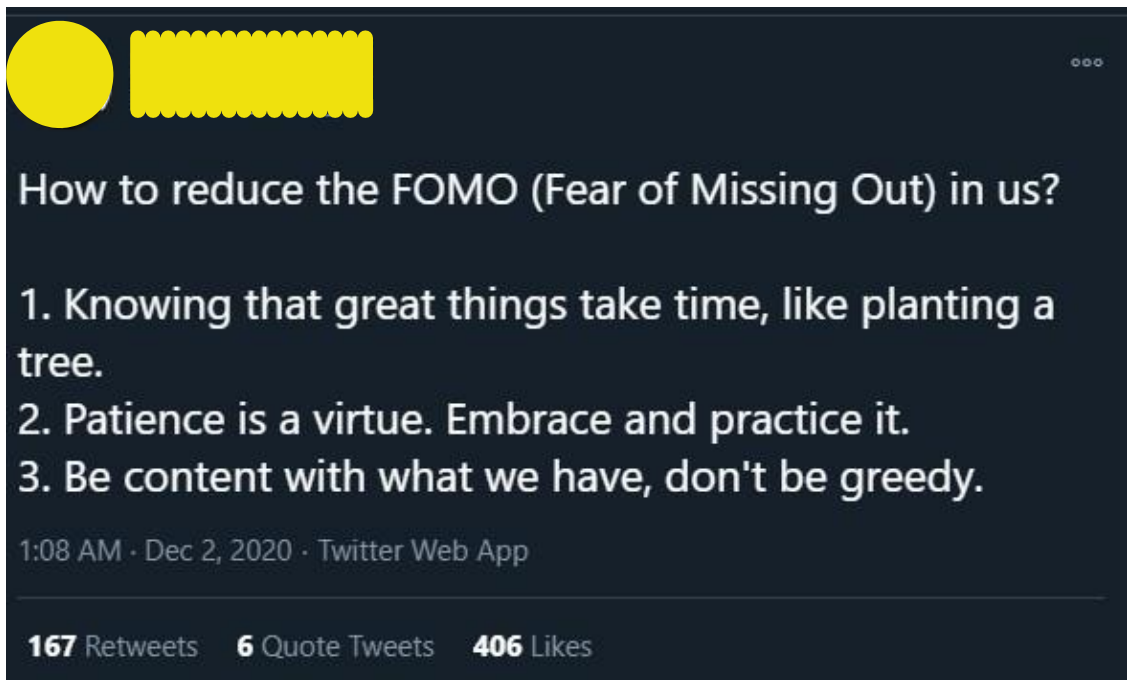 How to reduce the FOMO (Fear of Missing Out) in us?
1. Knowing that great things take time, like planting a
tree.
2. Patience is a virtue. Embrace and practice it.
3. Be content with what we have, don't be greedy.
1:08 AM · Dec 2, 2020 · Twitter Web App
167 Retweets 6 Quote Tweets 406 Likes